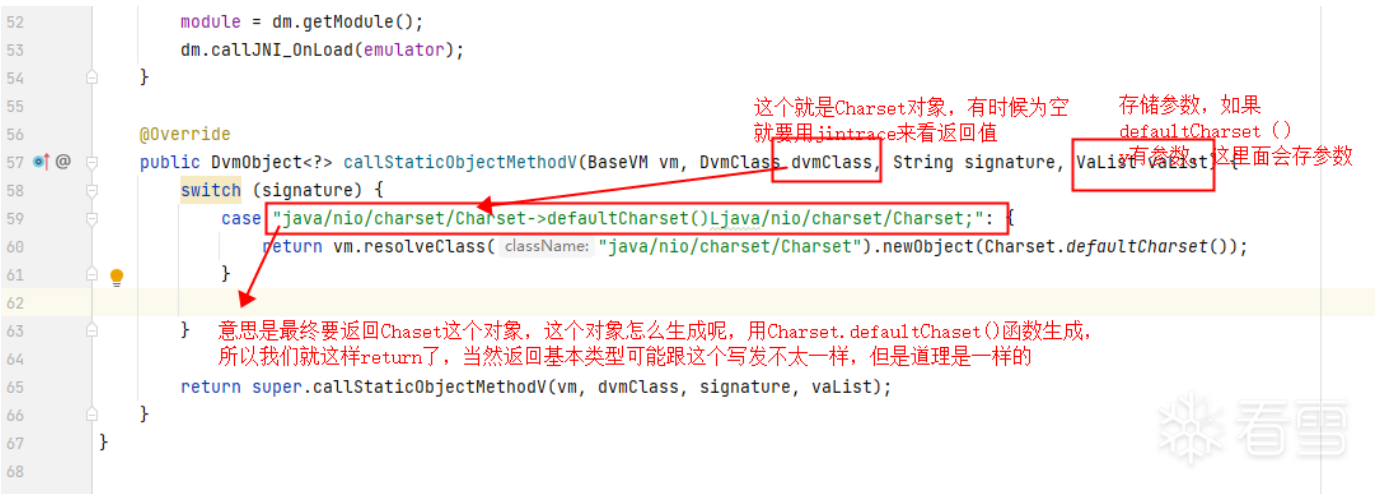 52 module = dm.getModule();
53 dm.callJNI_OnLoad(emulator);
54 }
55
这个就是Charset对象，有时候为空
就要用jintrace来看返回值
存储参数，如果
defaultCharset（）
有参数，这里面会存参数
56 @Override
57 public DvmObject<?> callStaticObjectMethodV(BaseVM vm, DvmClass dvmClass, String signature, VaList vaList) {
58 switch (signature) {
59 case "java/nio/charset/Charset->defaultCharset()Ljava/nio/charset/Charset;": {
60 return vm.resolveClass( className: "java/nio/charset/Charset").newObject(Charset.defaultCharset());
61 }
62
63 }
意思是最终要返回Chaset这个对象，这个对象怎么生成呢，用Charset.defaultChaset()函数生成，
所以我们就这样return了，当然返回基本类型可能跟这个写发不太一样，但是道理是一样的
64
65 return super.callStaticObjectMethodV(vm, dvmClass, signature, vaList);
66 }
67 }
68
看雪